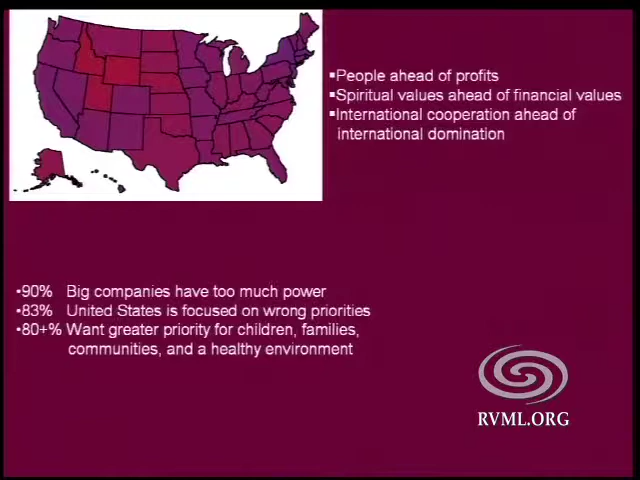 ▪People ahead of profits
▪Spiritual values ahead of financial values
▪International cooperation ahead of
international domination
•90% Big companies have too much power
•83% United States is focused on wrong priorities
•80+% Want greater priority for children, families,
communities, and a healthy environment
RVML.ORG